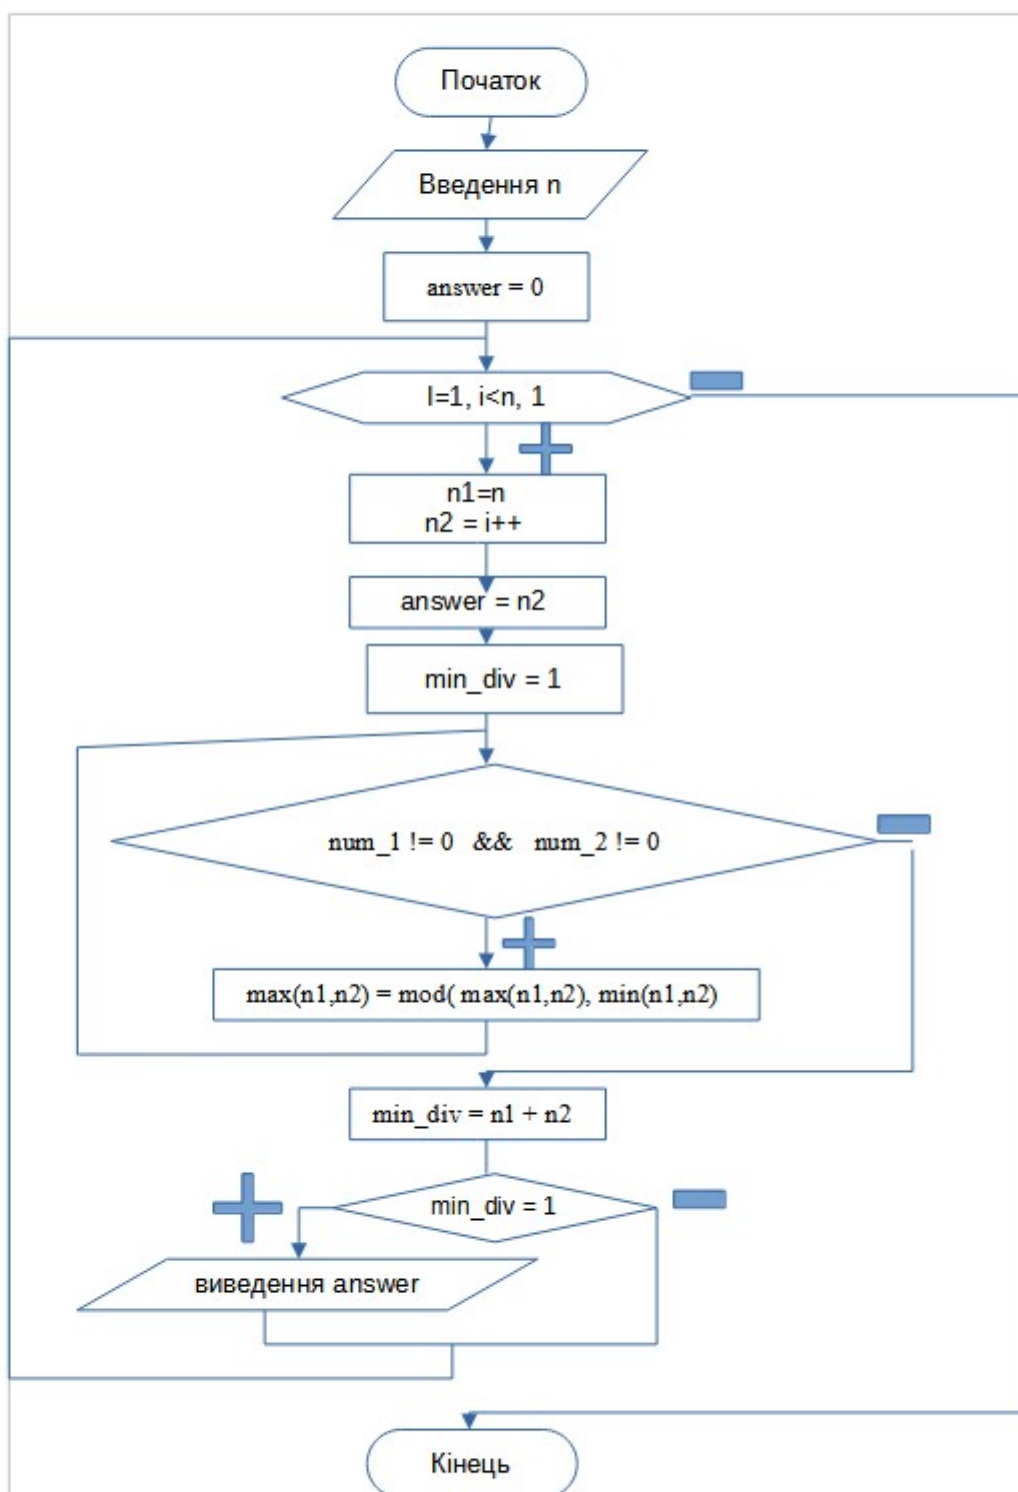 Початок
Введення n
answer = 0
I=1, i<n, 1
n1=n
n2 = i++
answer = n2
min_div = 1
num_1 != 0 && num_2 != 0
max(n1,n2) = mod( max(n1,n2), min(n1,n2)
min_div = n1 + n2
min_div = 1
виведення answer
Кінець